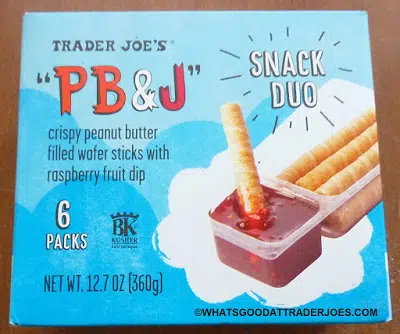 TRADER JOE'S®
"PB&J"
SNACK
DUO
crispy peanut butter
filled wafer sticks with
raspberry fruit dip
6
PACKS
BK
KOSHER
NET WT. 12.7 OZ (360g)
©WHATSGOODATTRADERJOES.COM